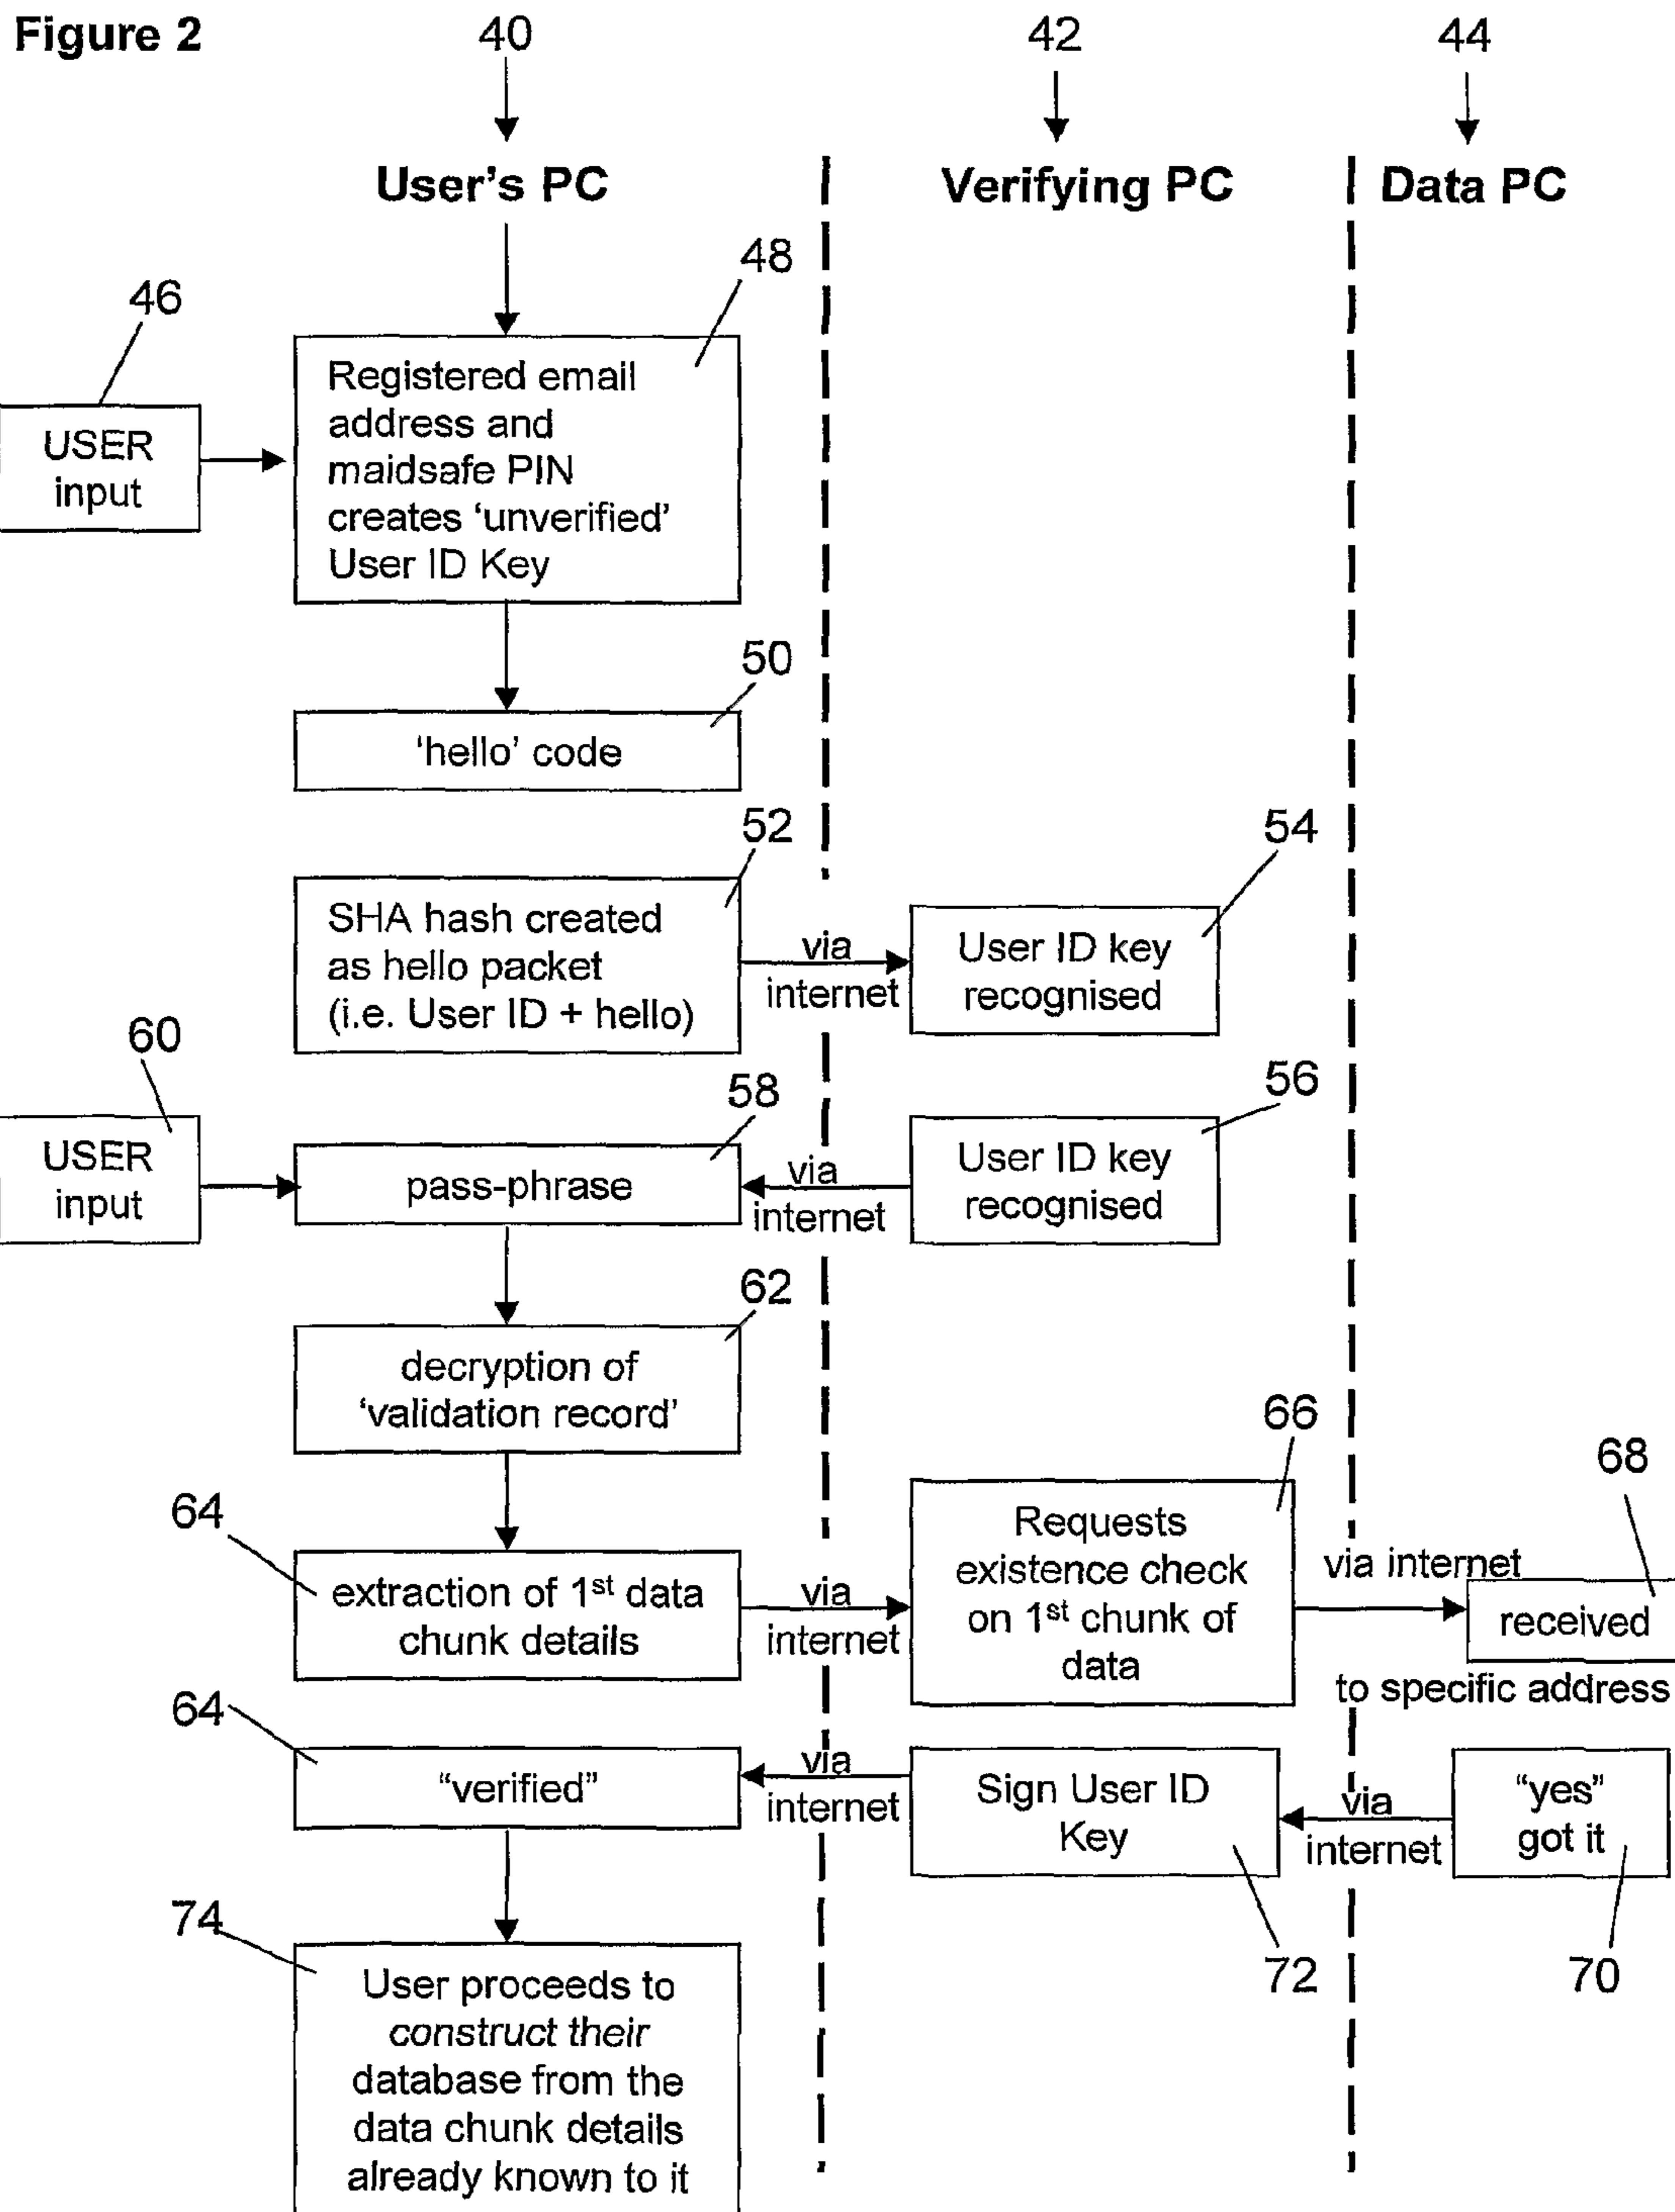 Figure 2
40
42
44
User's PC
Verifying PC
Data PC
48
46
USER
input
Registered email
address and
maidsafe PIN
creates ‘unverified’
User ID Key
50
‘hello’ code
52
54
SHA hash created
as hello packet
(i.e. User ID + hello)
via
internet
User ID key
recognised
60
58
56
USER
input
pass-phrase
via
internet
User ID key
recognised
62
decryption of
‘validation record’
64
66
68
extraction of 1st data
chunk details
via
internet
Requests
existence check
on 1st chunk of
data
via internet
received
to specific address
64
“verified”
via
internet
Sign User ID
Key
via
internet
“yes”
got it
72
70
74
User proceeds to
construct their
database from the
data chunk details
already known to it